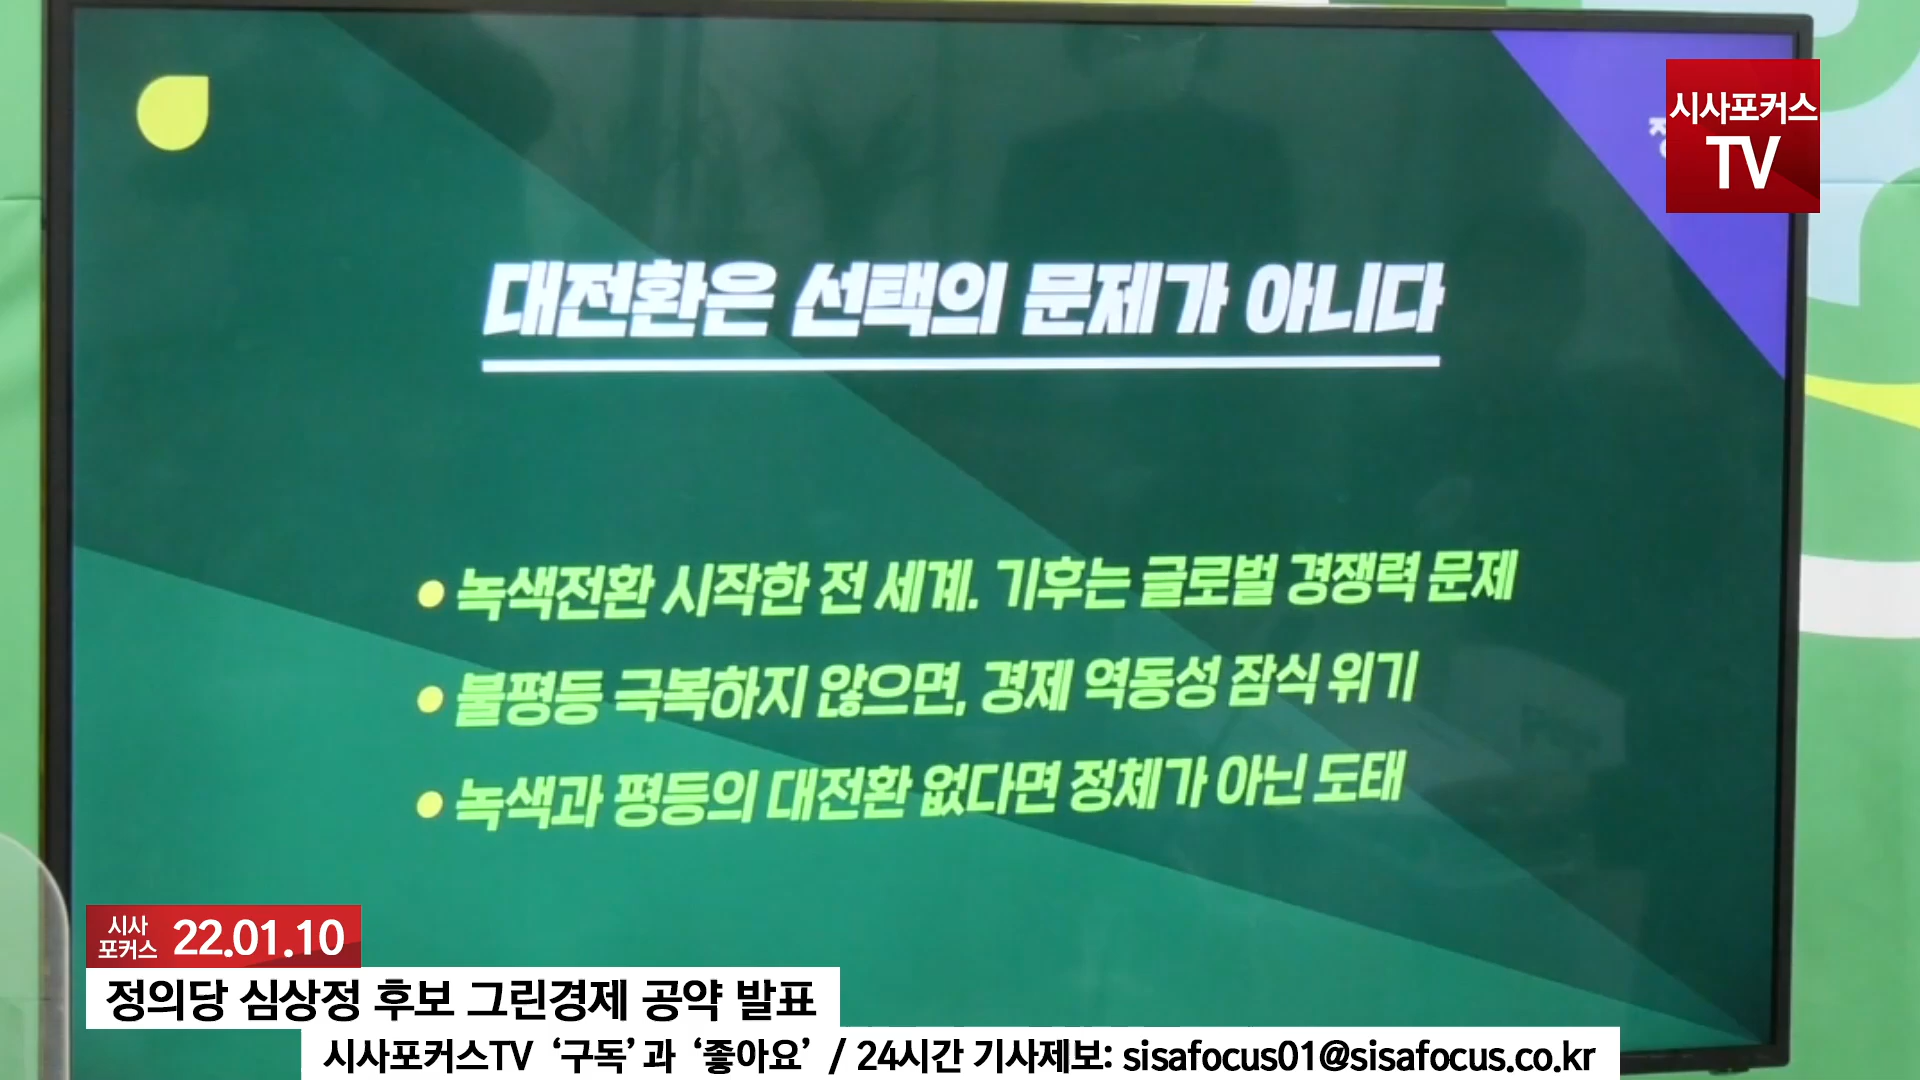 시사포커스
TV
대전환은 선택의 문제가 아니다
녹색전환 시작한 전 세계. 기후는 글로벌 경쟁력 문제
불평등 극복하지 않으면, 경제 역동성 잠식 위기
녹색과 평등의 대전환 없다면 정체가 아닌 도태
시사
포커스
22.01.10
정의당 심상정 후보 그린경제 공약 발표
시사포커스TV ‘구독’과 ‘좋아요’ / 24시간 기사제보: sisafocus01@sisafocus.co.kr